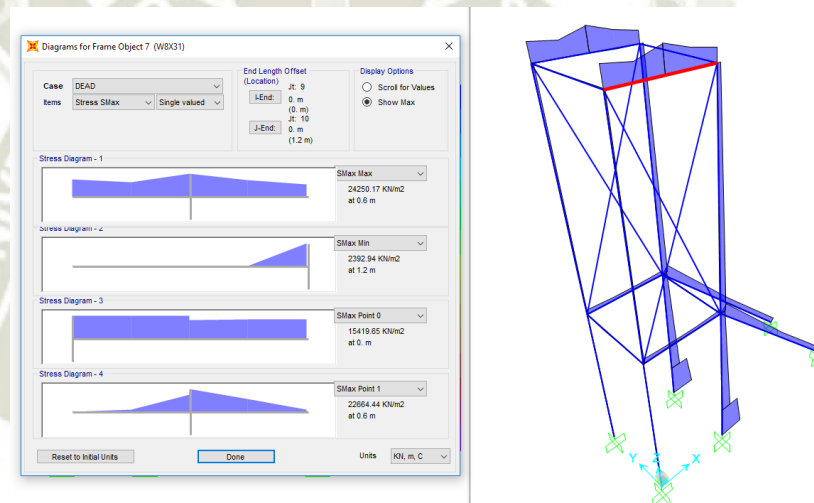 Diagrams for Frame Object 7 (W8X31)
Case DEAD
Items Stress SMax Single valued
End Length Offset
(Location)
I-End: Jt: 9
0. m
(0. m)
J-End: Jt: 10
0. m
(1.2 m)
Display Options
Scroll for Values
Show Max
Stress Diagram - 1
SMax Max
24250.17 KN/m2
at 0.6 m
Stress Diagram - 2
SMax Min
2392.94 KN/m2
at 1.2 m
Stress Diagram - 3
SMax Point 0
15419.65 KN/m2
at 0. m
Stress Diagram - 4
SMax Point 1
22664.44 KN/m2
at 0.6 m
Reset to Initial Units
Done
Units KN, m, C
Y Z X